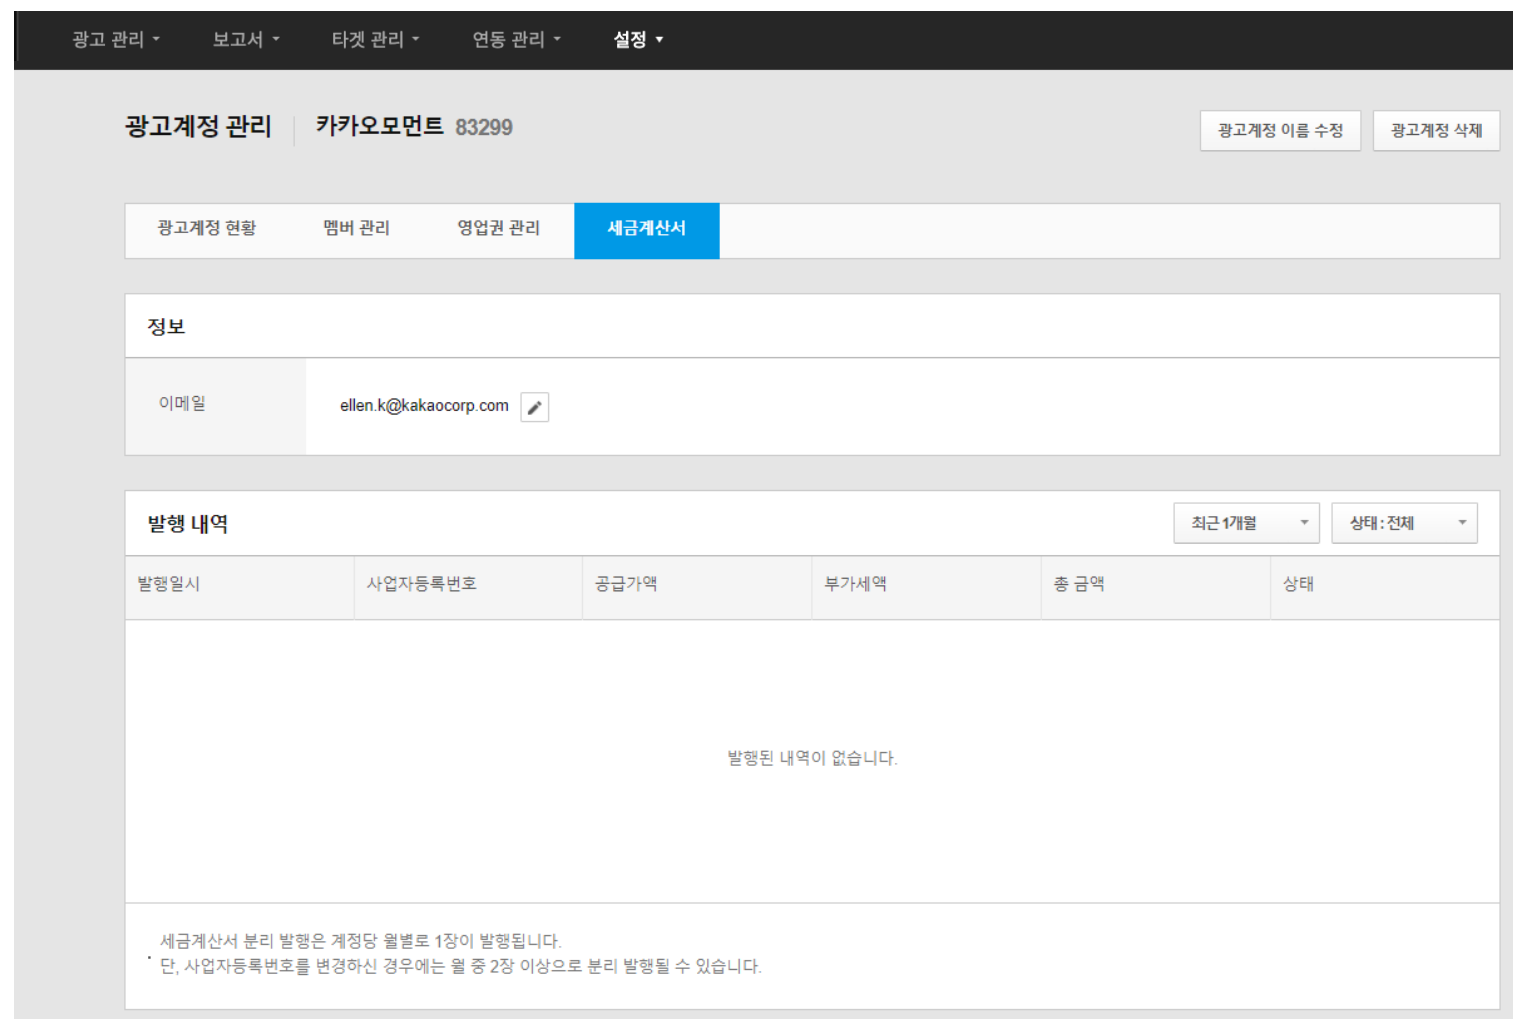 광고 관리 보고서 타겟 관리 연동 관리 설정
광고계정 관리 카카오모먼트 83299 광고계정 이름 수정 광고계정 삭제
광고계정 현황 멤버 관리 영업권 관리 세금계산서
정보
이메일 ellen.k@kakaocorp.com
발행 내역 최근 1개월 상태 : 전체
발행일시 사업자등록번호 공급가액 부가세액 총 금액 상태
발행된 내역이 없습니다.
세금계산서 분리 발행은 계정당 월별로 1장이 발행됩니다.
단, 사업자등록번호를 변경하신 경우에는 월 중 2장 이상으로 분리 발행될 수 있습니다.